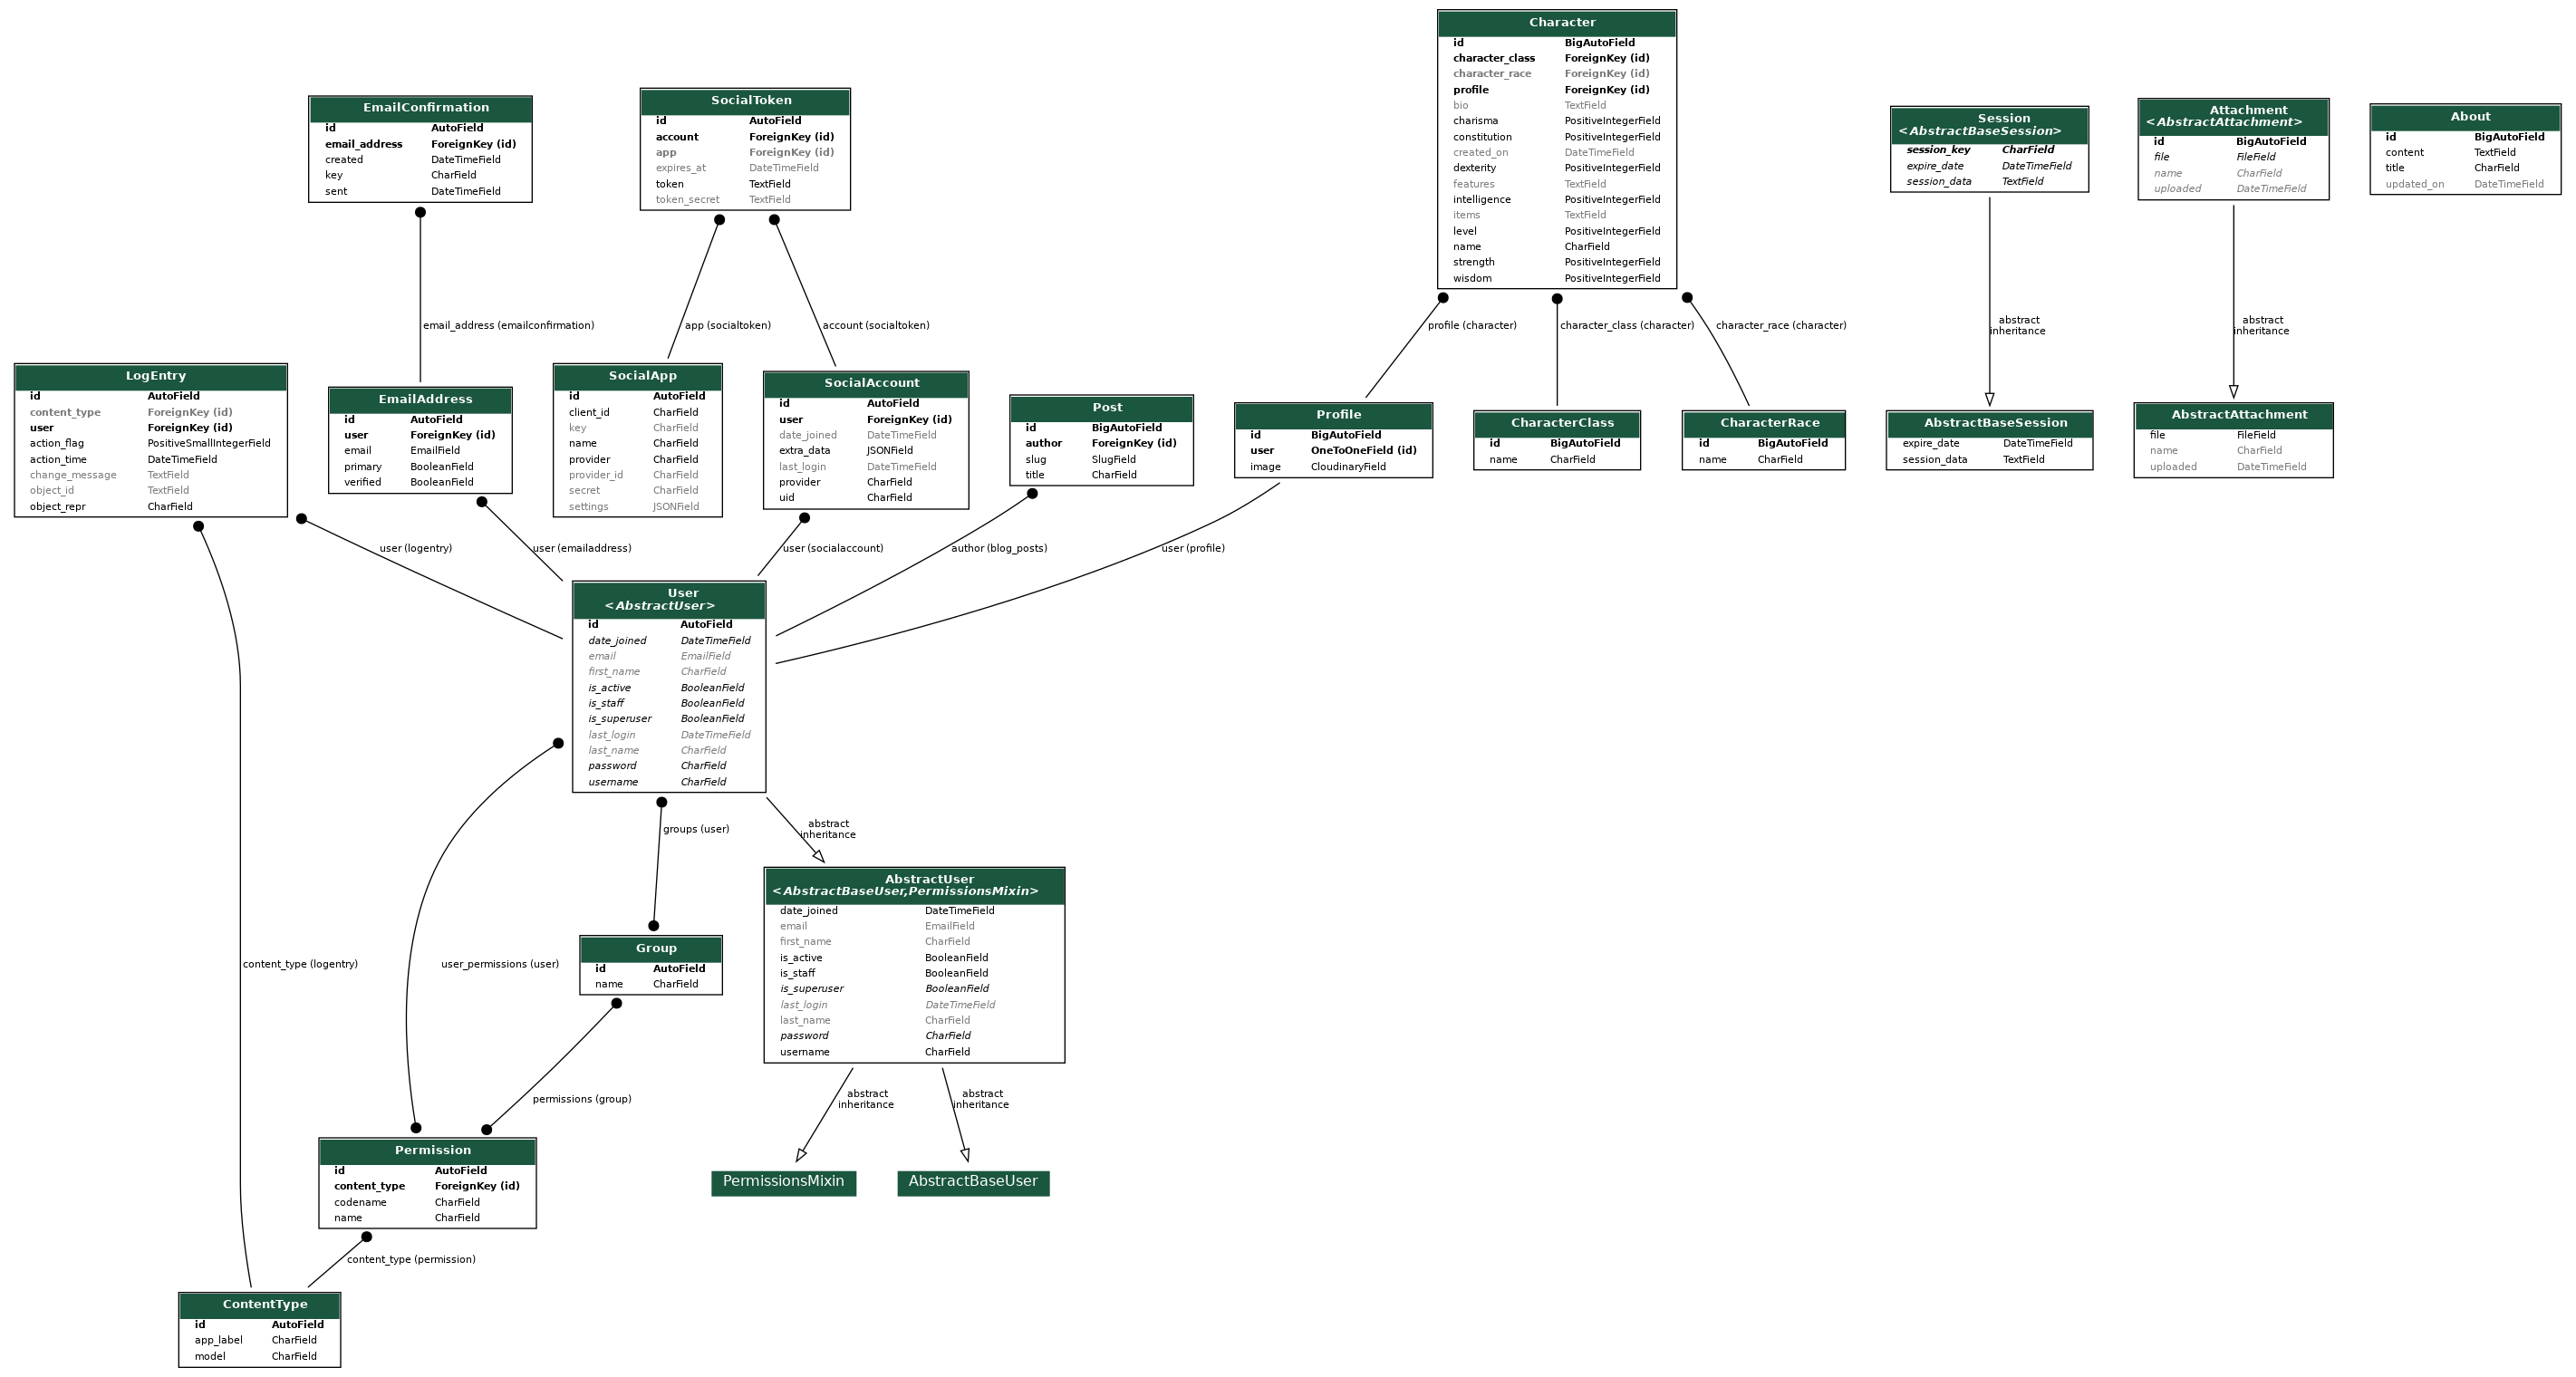 Character
id BigAutoField
character_class ForeignKey (id)
character_race ForeignKey (id)
profile ForeignKey (id)
bio TextField
charisma PositiveIntegerField
constitution PositiveIntegerField
created_on DateTimeField
dexterity PositiveIntegerField
features TextField
intelligence PositiveIntegerField
items TextField
level PositiveIntegerField
name CharField
strength PositiveIntegerField
wisdom PositiveIntegerField
EmailConfirmation
id AutoField
email_address ForeignKey (id)
created DateTimeField
key CharField
sent DateTimeField
SocialToken
id AutoField
account ForeignKey (id)
app ForeignKey (id)
expires_at DateTimeField
token TextField
token_secret TextField
Session
<AbstractBaseSession>
session_key CharField
expire_date DateTimeField
session_data TextField
Attachment
<AbstractAttachment>
id BigAutoField
file FileField
name CharField
uploaded DateTimeField
About
id BigAutoField
content TextField
title CharField
updated_on DateTimeField
email_address (emailconfirmation)
app (socialtoken)
account (socialtoken)
profile (character)
character_class (character)
character_race (character)
abstract
inheritance
abstract
inheritance
LogEntry
id AutoField
content_type ForeignKey (id)
user ForeignKey (id)
action_flag PositiveSmallIntegerField
action_time DateTimeField
change_message TextField
object_id TextField
object_repr CharField
EmailAddress
id AutoField
user ForeignKey (id)
email EmailField
primary BooleanField
verified BooleanField
SocialApp
id AutoField
client_id CharField
key CharField
name CharField
provider CharField
provider_id CharField
secret CharField
settings JSONField
SocialAccount
id AutoField
user ForeignKey (id)
date_joined DateTimeField
extra_data JSONField
last_login DateTimeField
provider CharField
uid CharField
Post
id BigAutoField
author ForeignKey (id)
slug SlugField
title CharField
Profile
id BigAutoField
user OneToOneField (id)
image CloudinaryField
CharacterClass
id BigAutoField
name CharField
CharacterRace
id BigAutoField
name CharField
AbstractBaseSession
expire_date DateTimeField
session_data TextField
AbstractAttachment
file FileField
name CharField
uploaded DateTimeField
user (logentry)
user (emailaddress)
user (socialaccount)
author (blog_posts)
user (profile)
User
<AbstractUser>
id AutoField
date_joined DateTimeField
email EmailField
first_name CharField
is_active BooleanField
is_staff BooleanField
is_superuser BooleanField
last_login DateTimeField
last_name CharField
password CharField
username CharField
groups (user)
abstract
inheritance
AbstractUser
<AbstractBaseUser,PermissionsMixin>
date_joined DateTimeField
email EmailField
first_name CharField
is_active BooleanField
is_staff BooleanField
is_superuser BooleanField
last_login DateTimeField
last_name CharField
password CharField
username CharField
content_type (logentry)
user_permissions (user)
Group
id AutoField
name CharField
permissions (group)
abstract
inheritance
abstract
inheritance
Permission
id AutoField
content_type ForeignKey (id)
codename CharField
name CharField
PermissionsMixin
AbstractBaseUser
content_type (permission)
ContentType
id AutoField
app_label CharField
model CharField